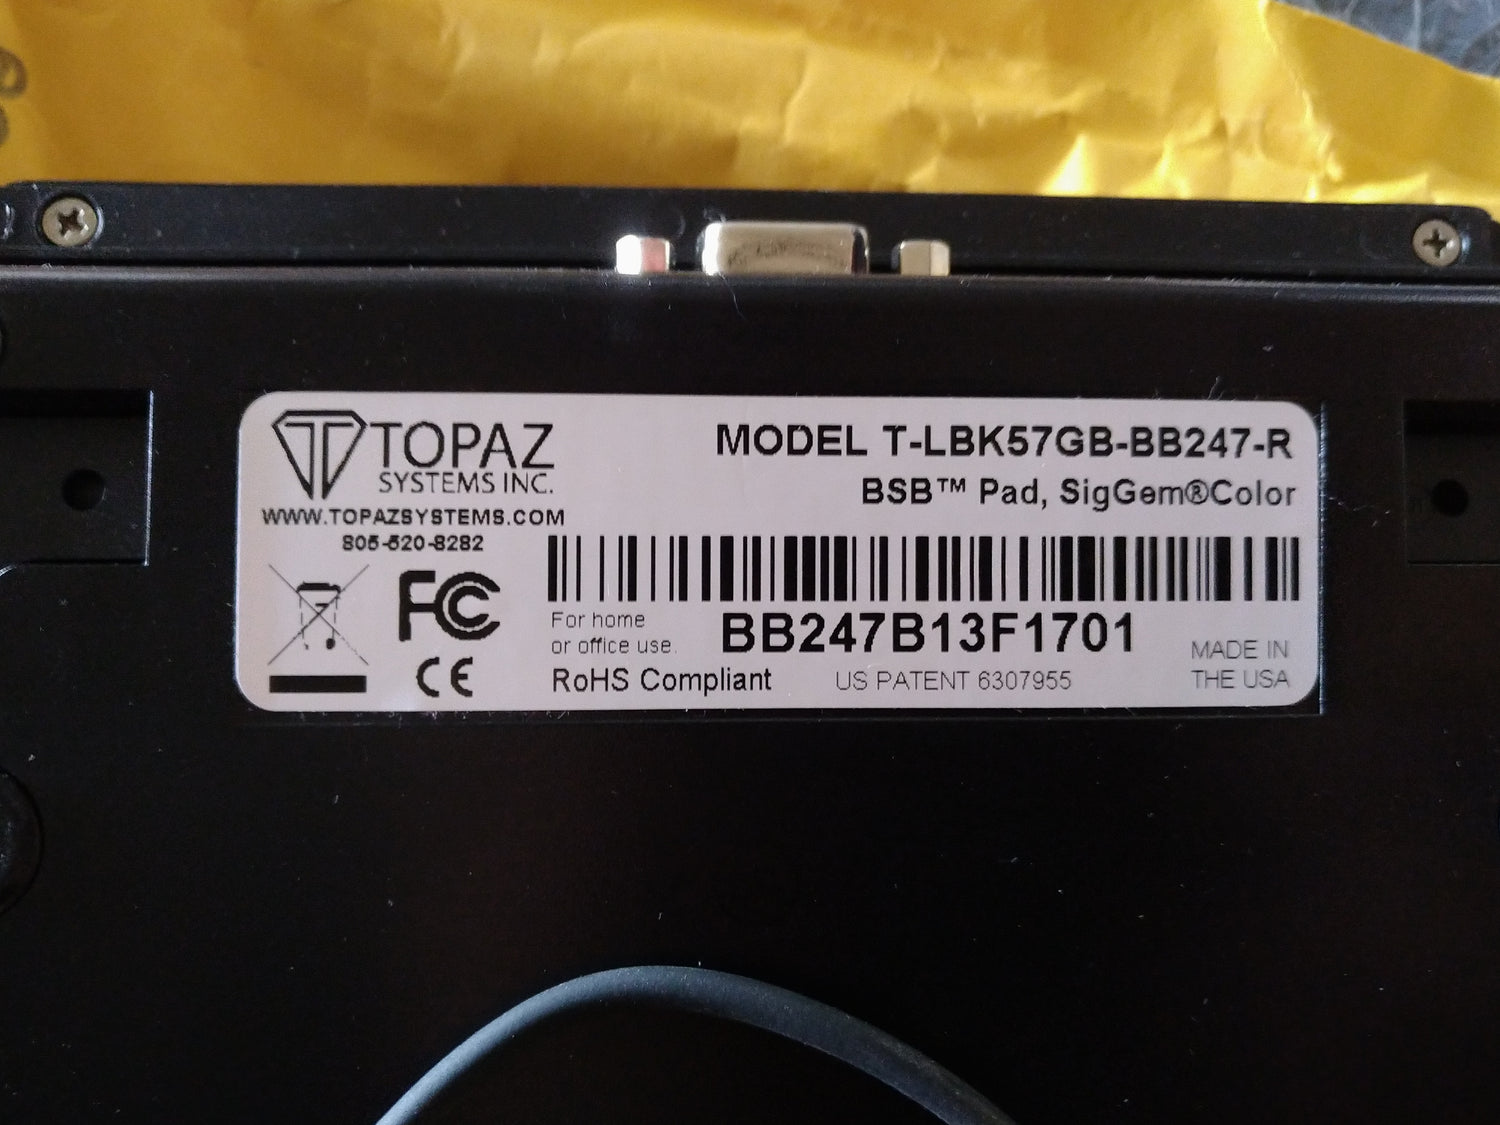 TOPAZ
SYSTEMS INC.
WWW.TOPAZSYSTEMS.COM
805-520-8282
MODEL T-LBK57GB-BB247-R
BSB™ Pad, SigGem®Color
FC
CE
For home
or office use.
BB247B13F1701
RoHS Compliant
US PATENT 6307955
MADE IN
THE USA